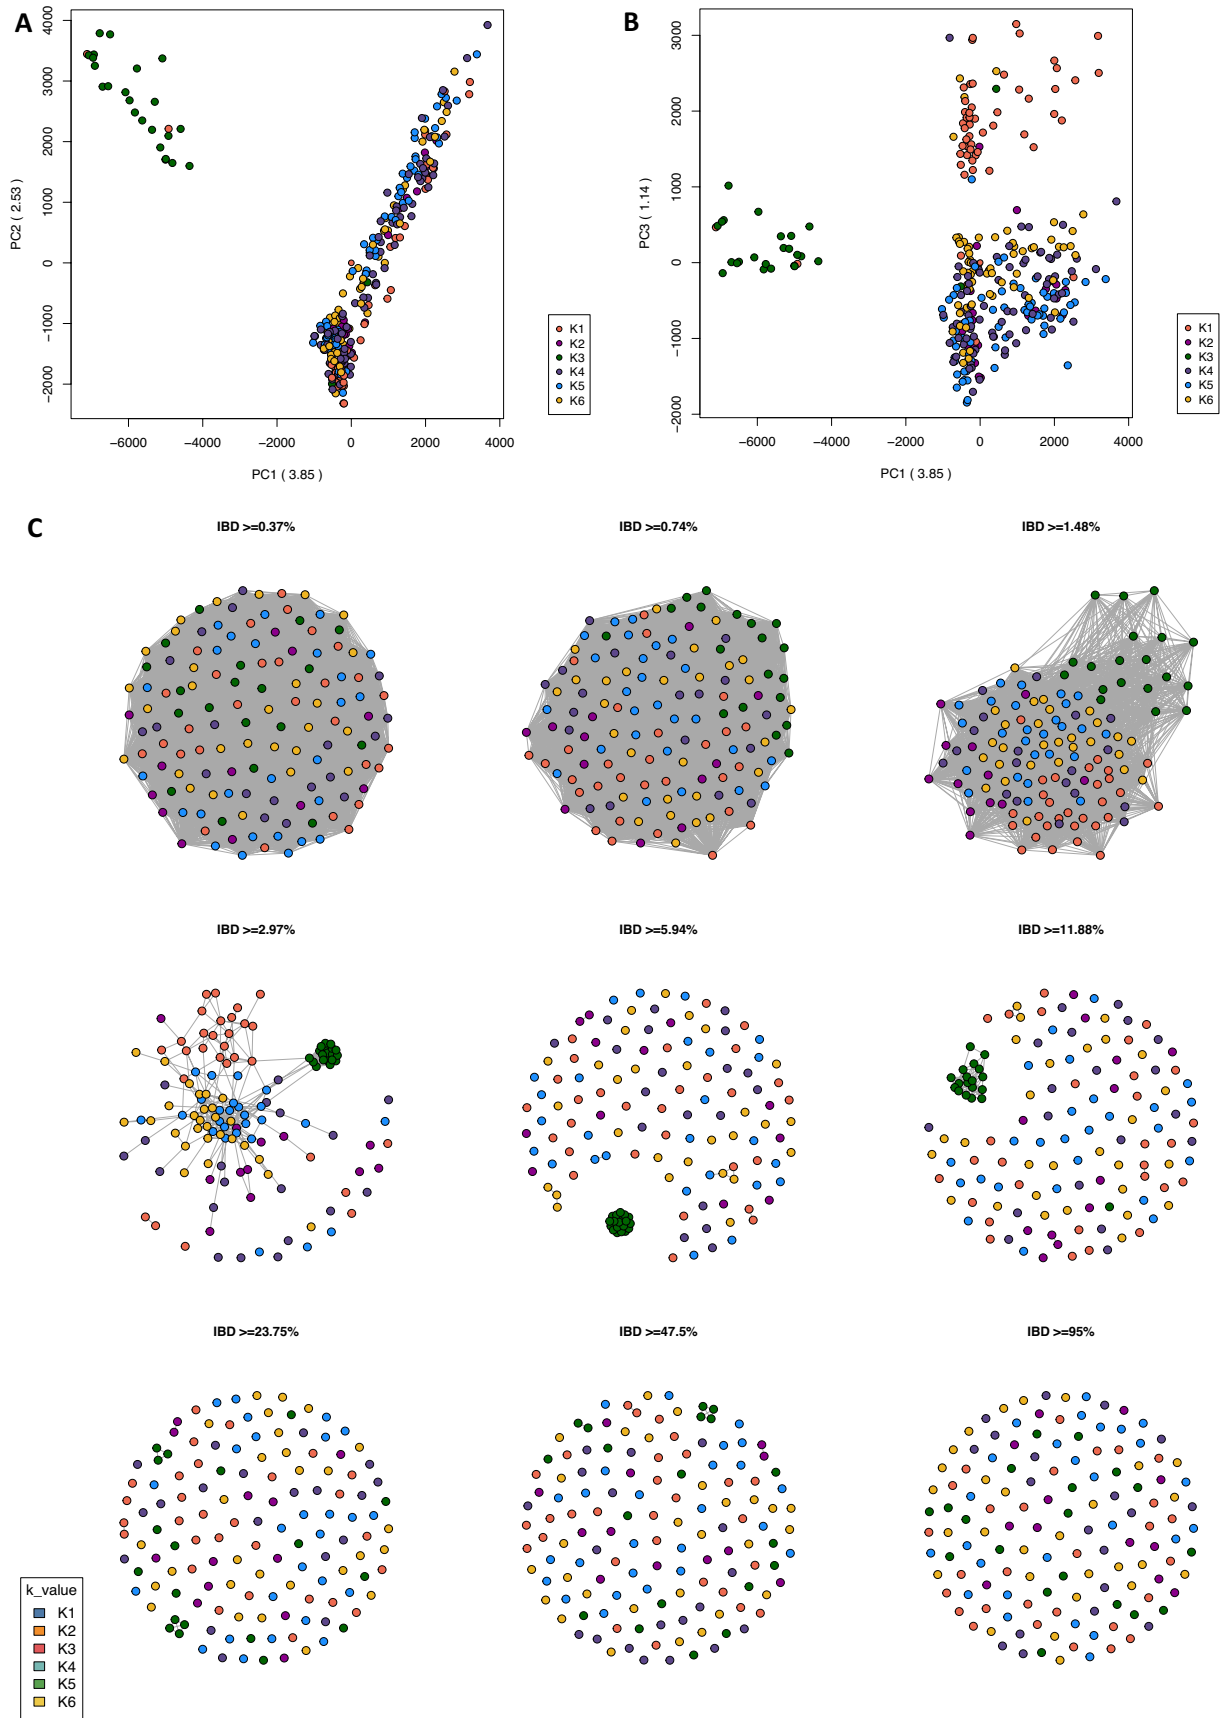 A
B
4000
3000
2000
1000
0
−1000
−2000
PC2 ( 2.53 )
−6000 −4000 −2000 0 2000 4000
PC1 ( 3.85 )
K1
K2
K3
K4
K5
K6
3000
2000
1000
0
−1000
−2000
PC3 ( 1.14 )
−6000 −4000 −2000 0 2000 4000
PC1 ( 3.85 )
K1
K2
K3
K4
K5
K6
C
IBD >=0.37%
IBD >=0.74%
IBD >=1.48%
IBD >=2.97%
IBD >=5.94%
IBD >=11.88%
IBD >=23.75%
IBD >=47.5%
IBD >=95%
k_value
K1
K2
K3
K4
K5
K6